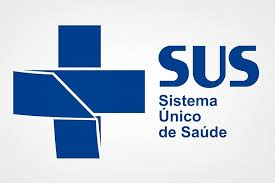 SUS
Sistema
Único
de Saúde